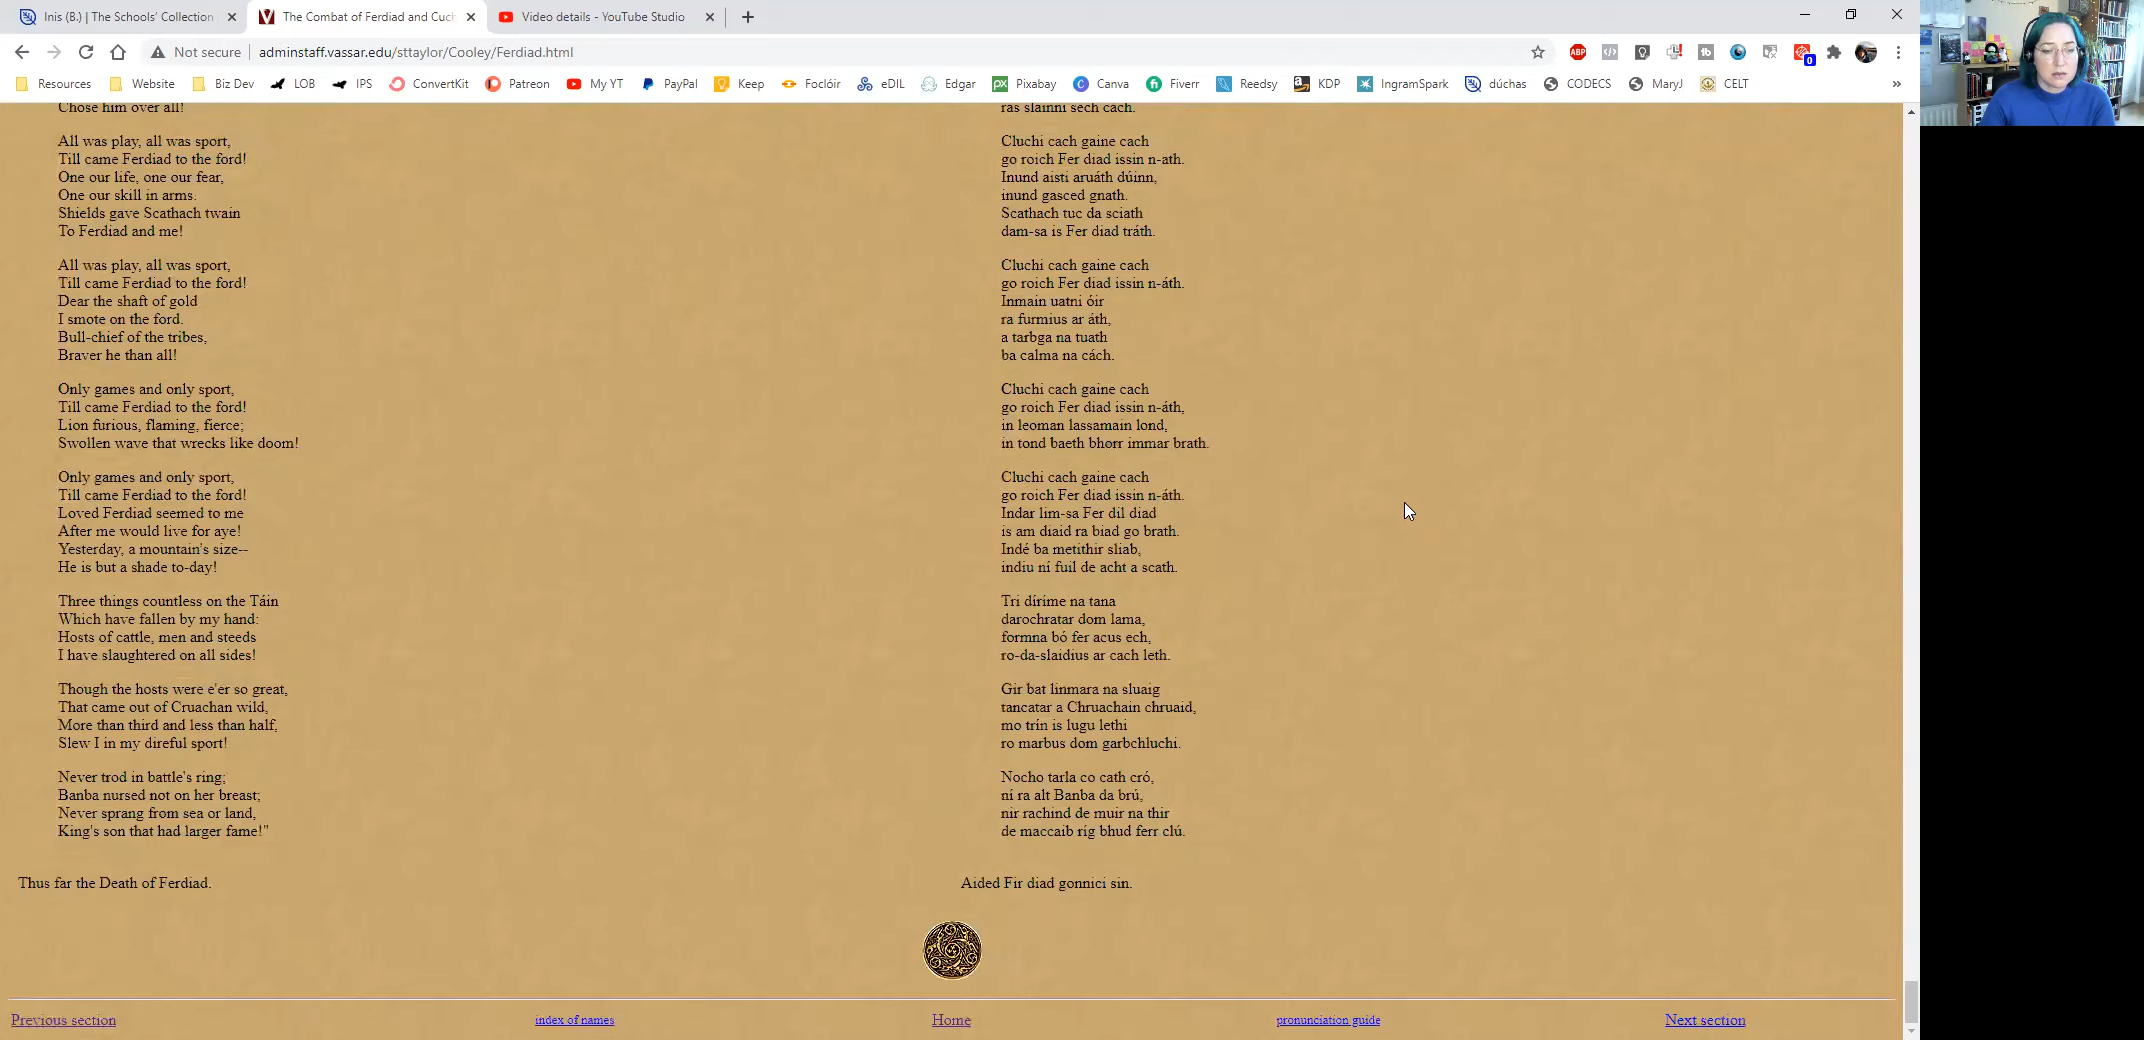 Inis (B.) | The Schools' Collection
The Combat of Ferdiad and Cuch
Video details - YouTube Studio
Not secure
adminstaff.vassar.edu/sttaylor/Cooley/Ferdiad.html
ABP
0
Resources
Website
Biz Dev
LOB
IPS
ConvertKit
Patreon
My YT
PayPal
Keep
Foclóir
eDIL
Edgar
Pixabay
Canva
Fiverr
Reedsy
KDP
IngramSpark
dúchas
CODECS
MaryJ
CELT
»
Chose him over all!
All was play, all was sport,
Till came Ferdiad to the ford!
One our life, one our fear,
One our skill in arms.
Shields gave Scathach twain
To Ferdiad and me!
All was play, all was sport,
Till came Ferdiad to the ford!
Dear the shaft of gold
I smote on the ford.
Bull-chief of the tribes,
Braver he than all!
Only games and only sport,
Till came Ferdiad to the ford!
Lion furious, flaming, fierce;
Swollen wave that wrecks like doom!
Only games and only sport,
Till came Ferdiad to the ford!
Loved Ferdiad seemed to me
After me would live for aye!
Yesterday, a mountain's size--
He is but a shade to-day!
Three things countless on the Táin
Which have fallen by my hand:
Hosts of cattle, men and steeds
I have slaughtered on all sides!
Though the hosts were e'er so great,
That came out of Cruachan wild,
More than third and less than half,
Slew I in my direful sport!
Never trod in battle's ring;
Banba nursed not on her breast;
Never sprang from sea or land,
King's son that had larger fame!"
Thus far the Death of Ferdiad.
ras slainni sech cach.
Cluchi cach gaine cach
go roich Fer diad issin n-ath.
Inund aisti aruáth dúinn,
inund gasced gnath.
Scathach tuc da sciath
dam-sa is Fer diad tráth.
Cluchi cach gaine cach
go roich Fer diad issin n-áth.
Inmain uatni óir
ra furmius ar áth,
a tarbga na tuath
ba calma na cách.
Cluchi cach gaine cach
go roich Fer diad issin n-áth,
in leoman lassamain lond,
in tond baeth bhorr immar brath.
Cluchi cach gaine cach
go roich Fer diad issin n-áth.
Indar lim-sa Fer dil diad
is am diaid ra biad go brath.
Indé ba metithir sliab,
indiu ní fuil de acht a scath.
Tri dírime na tana
darochratar dom lama,
formna bó fer acus ech,
ro-da-slaidius ar cach leth.
Gir bat linmara na sluaig
tancatar a Chruachain chruaid,
mo trín is lugu lethi
ro marbus dom garbchluchi.
Nocho tarla co cath cró,
ní ra alt Banba da brú,
nir rachind de muir na thir
de maccaib ríg bhud ferr clú.
Aided Fir diad gonnici sin.
Previous section
index of names
Home
pronunciation guide
Next section